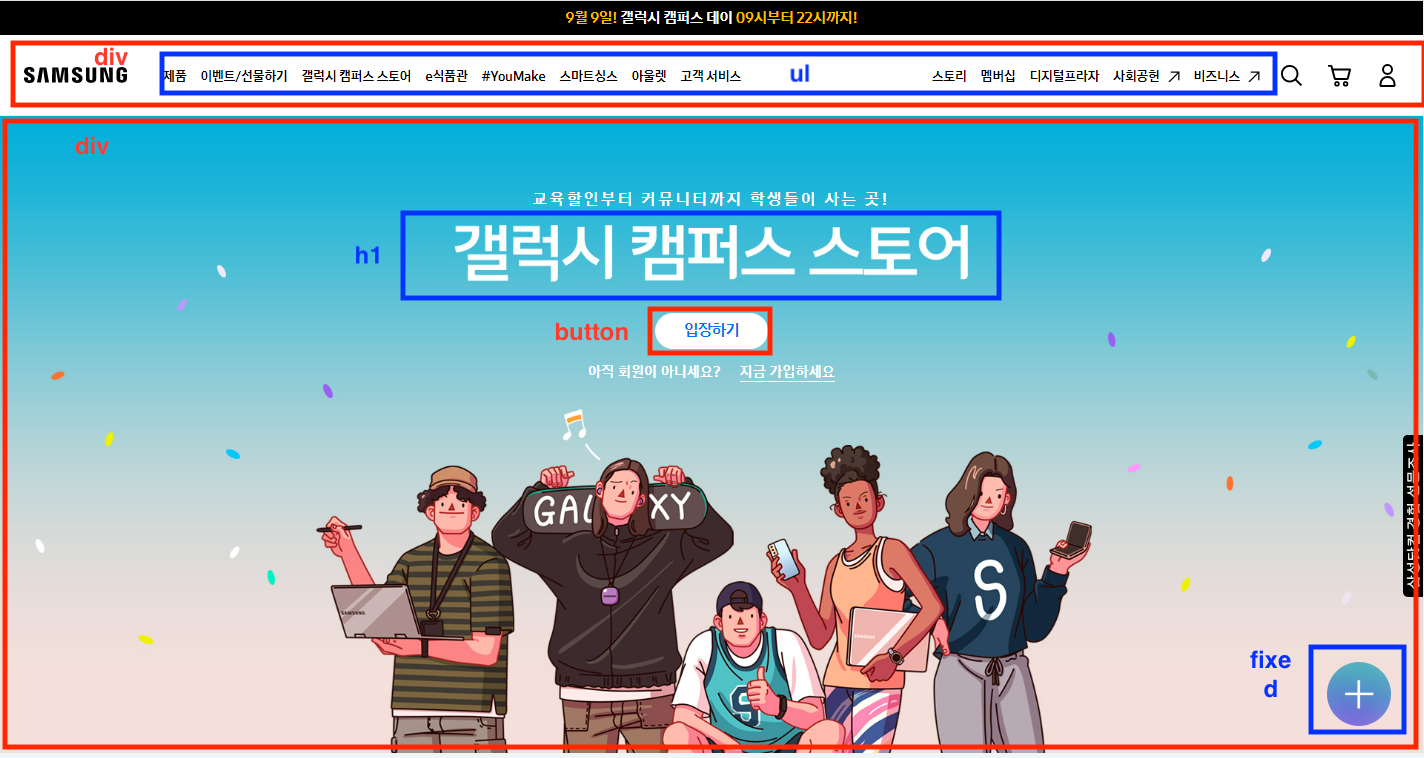 9월 9일! 갤럭시 캠퍼스 데이 09시부터 22시까지!
div
SAMSUNG
제품 이벤트/선물하기 갤럭시 캠퍼스 스토어 e식품관 #YouMake 스마트싱스 아울렛 고객 서비스 ul 스토리 멤버십 디지털프라자 사회공헌 비즈니스
div
교육할인부터 커뮤니티까지 학생들이 사는 곳!
h1 갤럭시 캠퍼스 스토어
button 입장하기
아직 회원이 아니세요? 지금 가입하세요
GAL XY
S
SAMSUNG
SAMSUNG
S
fixe
d